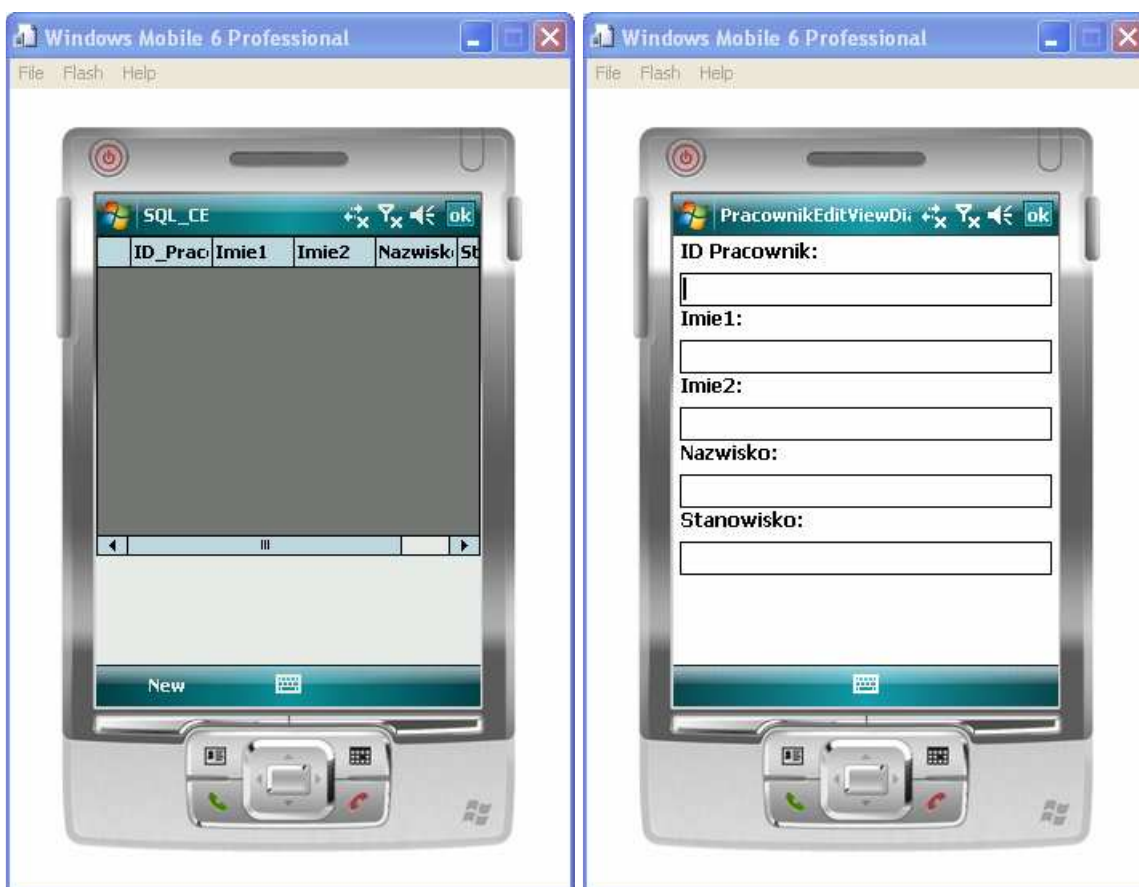 Windows Mobile 6 Professional
File Flash Help
SQL_CE ok
ID_Prac Imie1 Imie2 Nazwisk St
New
Windows Mobile 6 Professional
File Flash Help
PracownikEditViewDi ok
ID Pracownik:
Imie1:
Imie2:
Nazwisko:
Stanowisko: